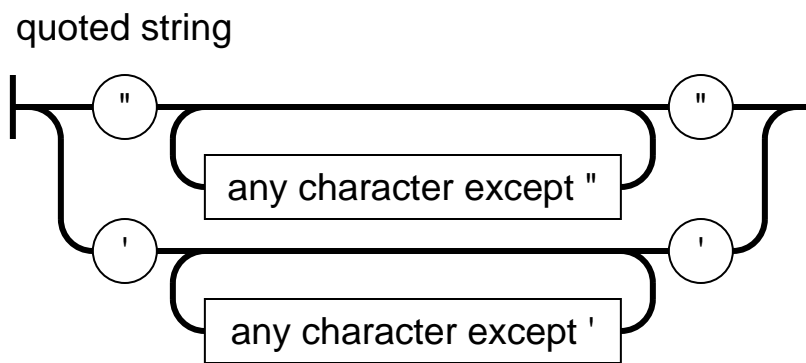 quoted string
" "
any character except "
' '
any character except '